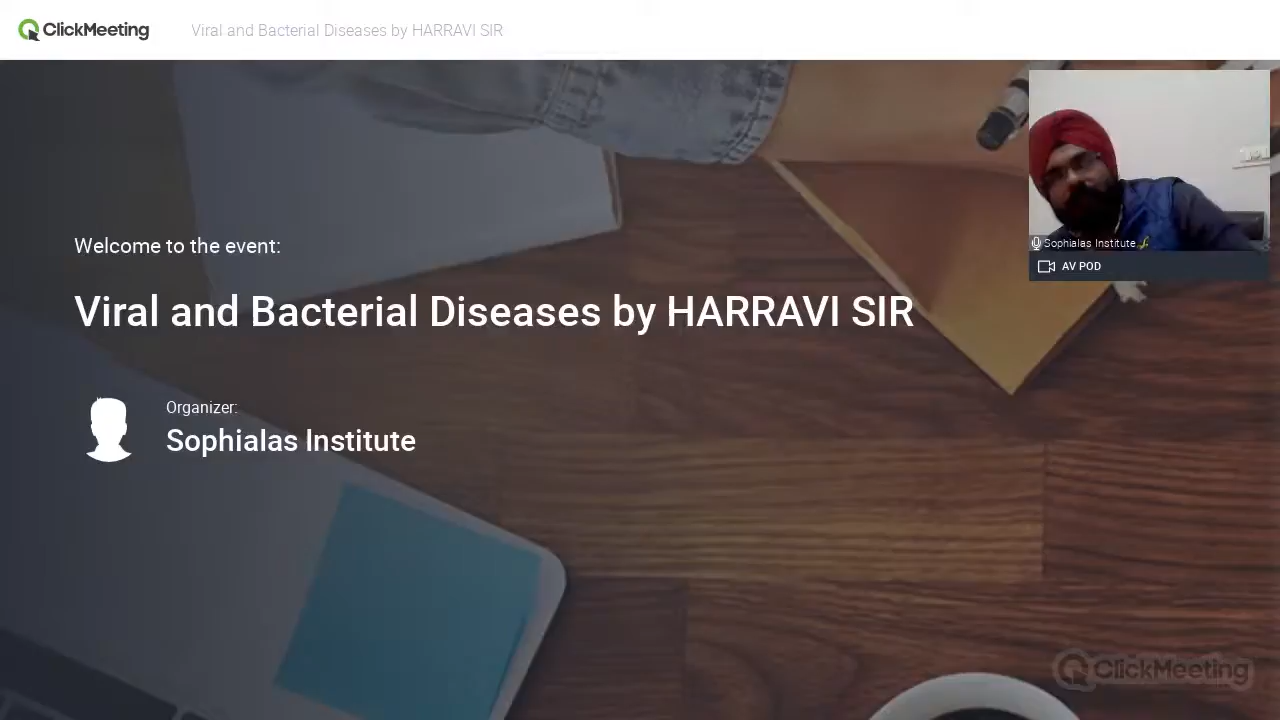 ClickMeeting
Viral and Bacterial Diseases by HARRAVI SIR
Sophialas Institute
AV POD
Welcome to the event:
Viral and Bacterial Diseases by HARRAVI SIR
Organizer:
Sophialas Institute
ClickMeeting